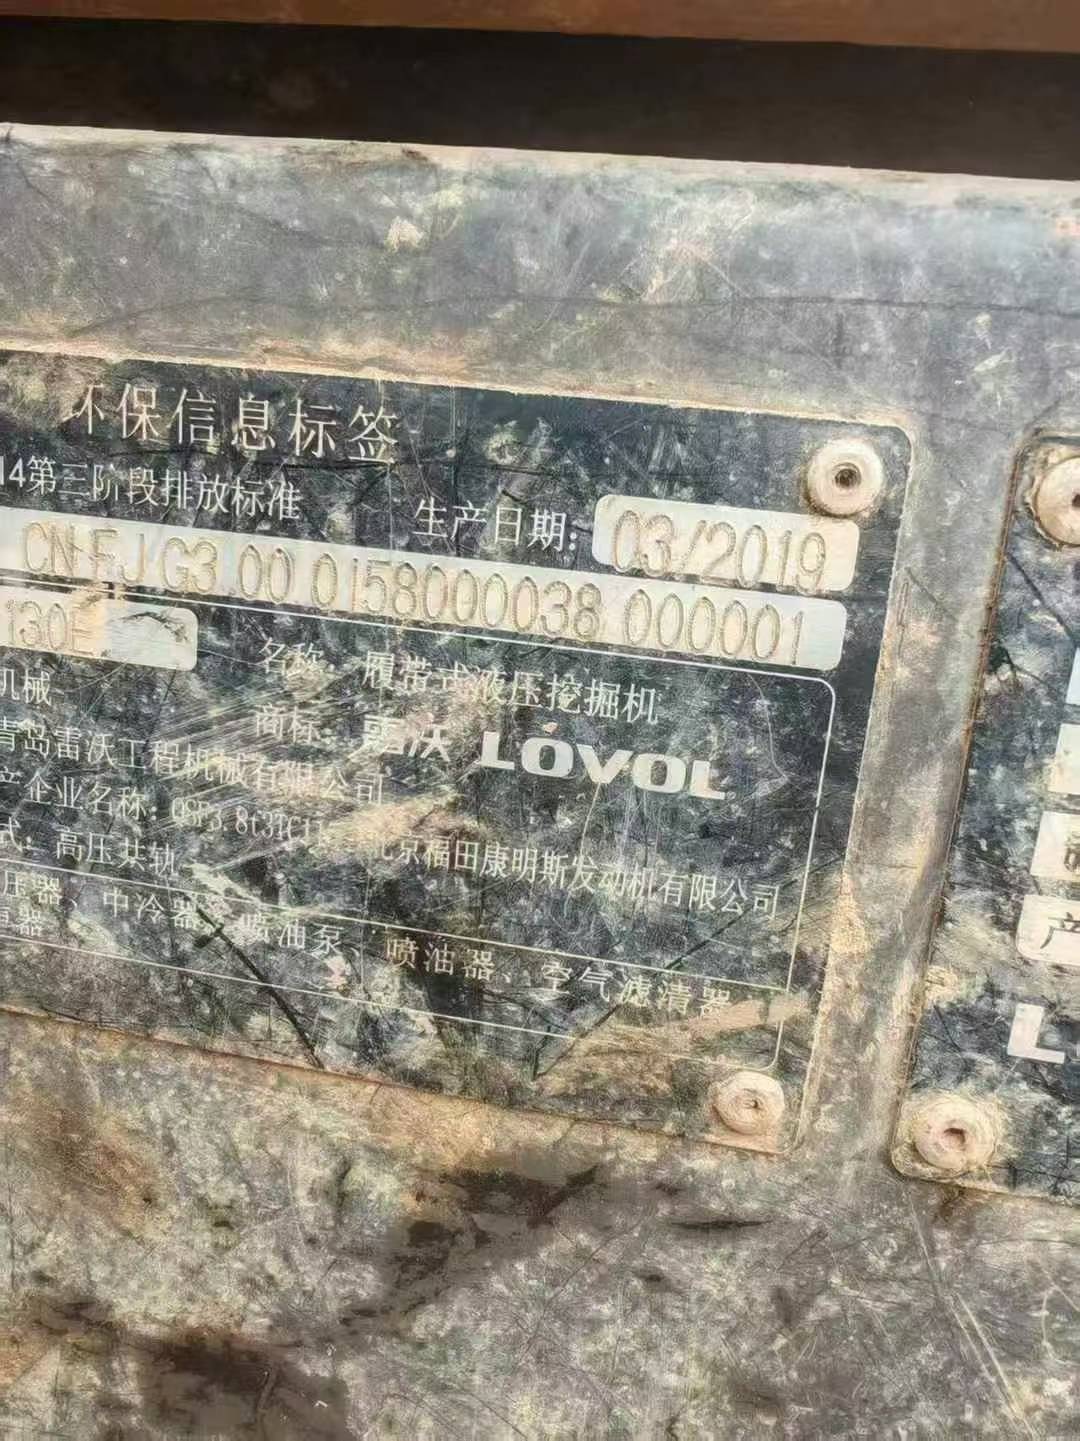 环保信息标签
14第三阶段排放标准
生产日期: 03/2019
CN FJ G3 00 0158000038 000001
130E
名称: 履带式液压挖掘机
机械
商标: 雷沃 LOVOL
青岛雷沃工程机械有限公司
产企业名称: QSF3.8t3TC11 北京福田康明斯发动机有限公司
式: 高压共轨
压器、中冷器、喷油泵、喷油器、空气滤清器
器
产
L